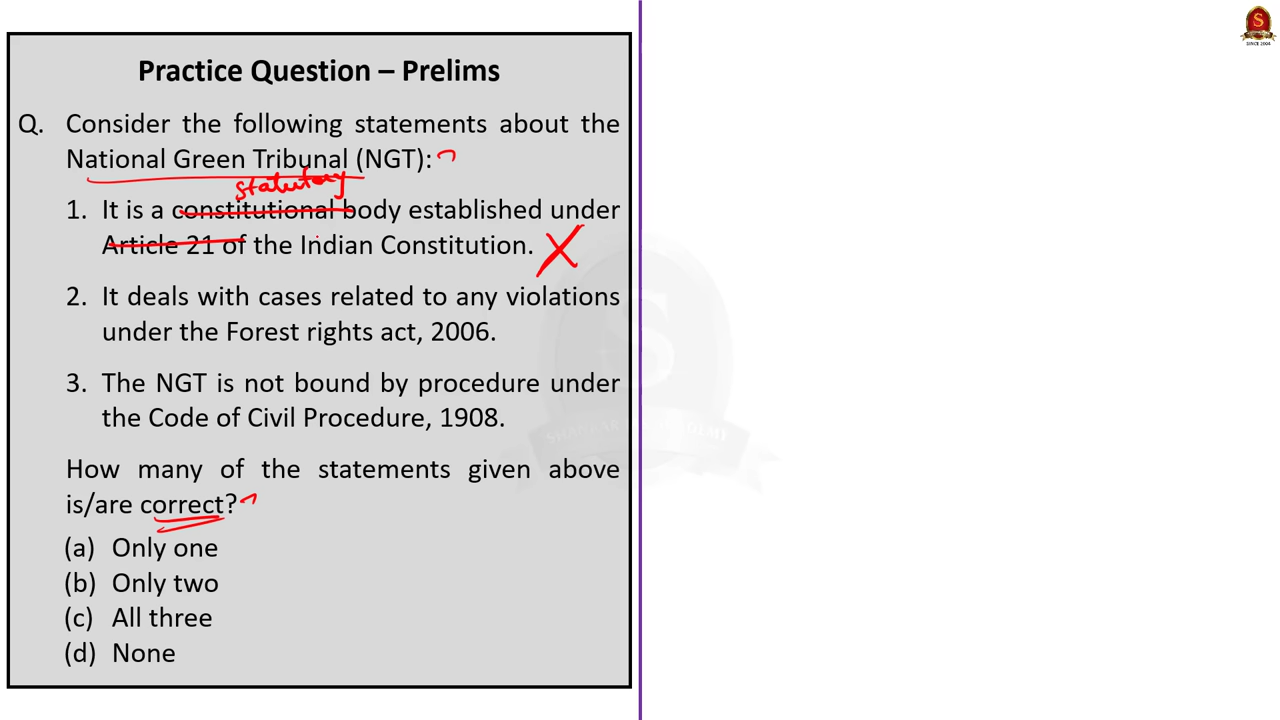 Practice Question – Prelims
Q. Consider the following statements about the
National Green Tribunal (NGT):
statutory
1. It is a constitutional body established under
Article 21 of the Indian Constitution.
2. It deals with cases related to any violations
under the Forest rights act, 2006.
3. The NGT is not bound by procedure under
the Code of Civil Procedure, 1908.
How many of the statements given above
is/are correct?
(a) Only one
(b) Only two
(c) All three
(d) None
S
SINCE 2004